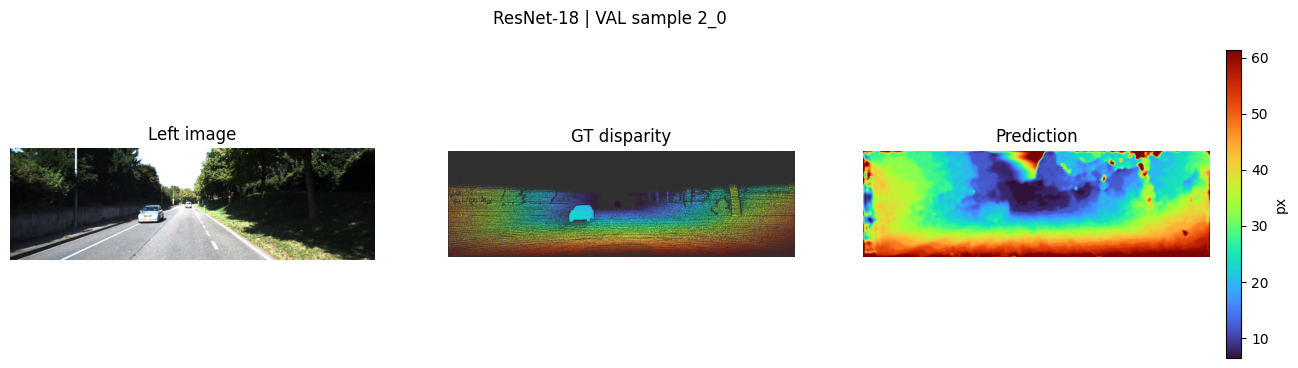 ResNet-18 | VAL sample 2_0
Left image
GT disparity
Prediction
60
50
40
30
20
10
px